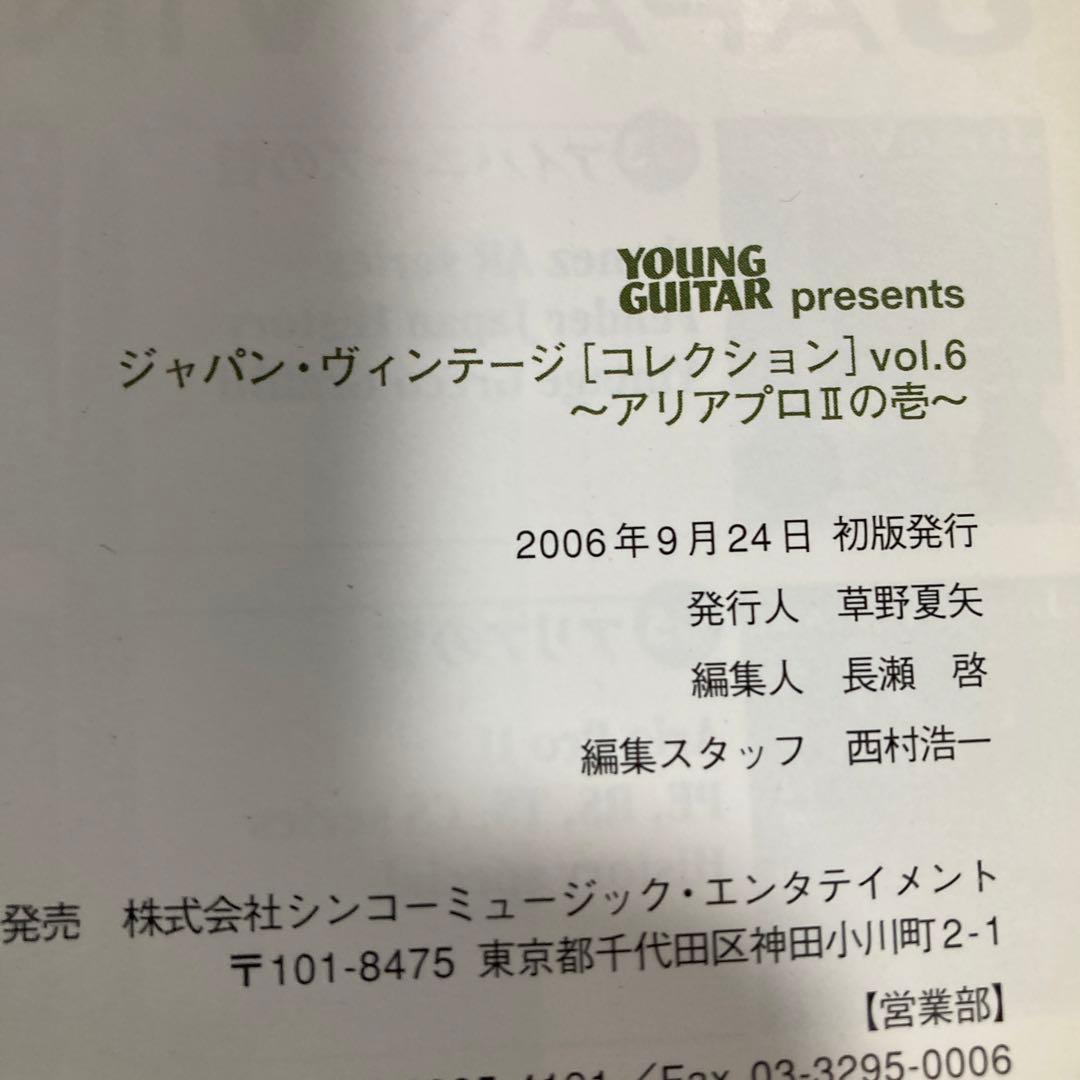 YOUNG
GUITAR presents
ジャパン・ヴィンテージ［コレクション］vol.6
〜アリアプロⅡの壱〜
2006年9月24日 初版発行
発行人　草野夏矢
編集人　長瀬　啓
編集スタッフ　西村浩一
発売　株式会社シンコーミュージック・エンタテイメント
〒101-8475 東京都千代田区神田小川町2-1
【営業部】
／Fax 03-3295-0006